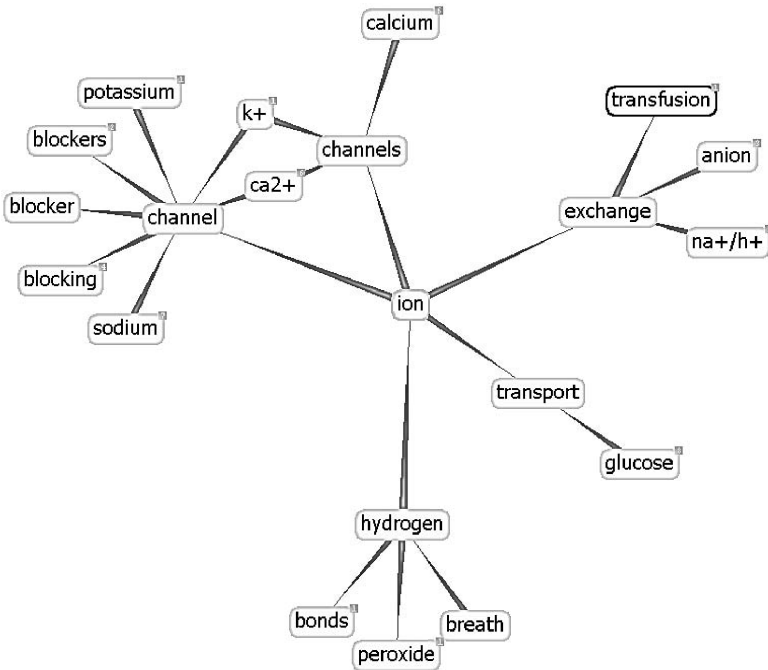 calcium
potassium
k+
transfusion
blockers
channels
anion
ca2+
blocker
channel
exchange
na+/h+
blocking
ion
sodium
transport
glucose
hydrogen
bonds
breath
peroxide